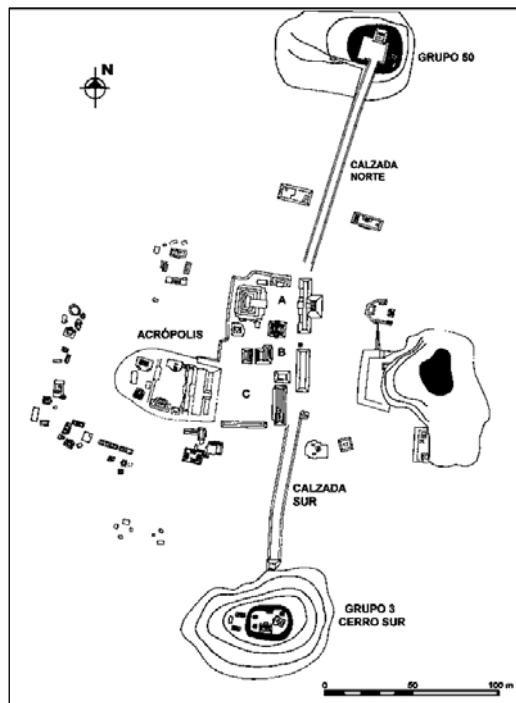 GRUPO 50
N
CALZADA
NORTE
A
ACRÓPOLIS
B
C
CALZADA
SUR
GRUPO 3
CERRO SUR
0 50 100 m